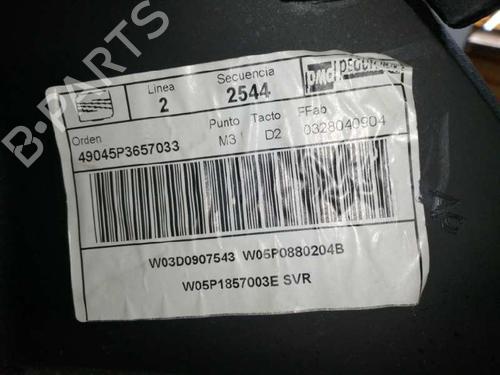 Linea
2
Secuencia
2544
Orden
49045P3657033
Punto
M3
Tacto
D2
FFab
0328040904
W03D0907543 W05P0880204B
W05P1857003E SVR
B-PARTS